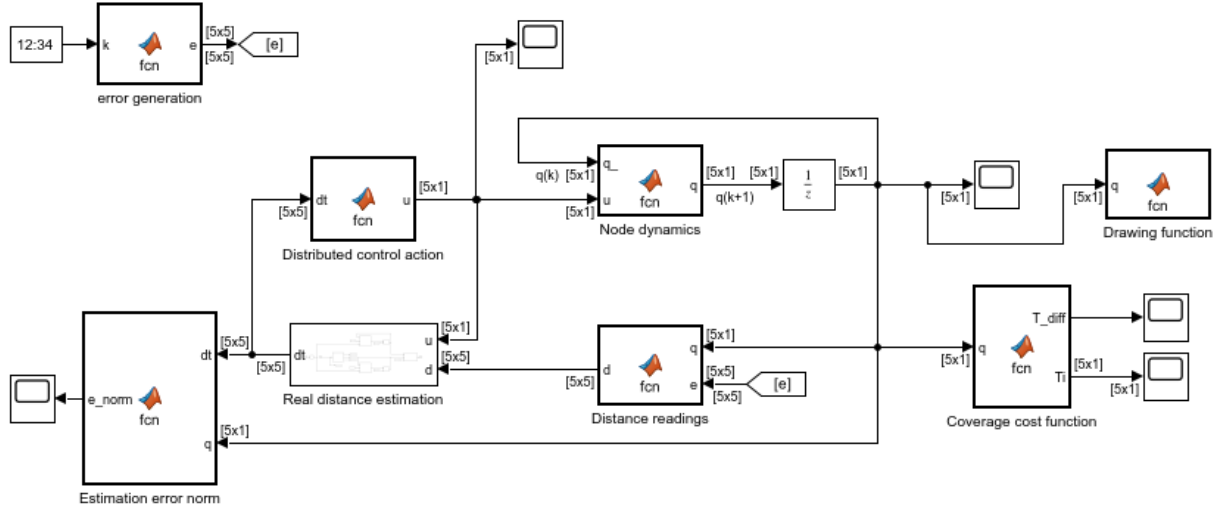 12:34
k
fcn
e
[5x5]
[5x5]
[e]
error generation
[5x1]
dt
[5x5]
fcn
u
[5x1]
Distributed control action
q_
q(k) [5x1]
u
[5x1]
fcn
q
[5x1]
q(k+1)
Node dynamics
[5x1]
1
z
[5x1]
[5x1]
q
[5x1]
fcn
Drawing function
dt
[5x5]
e_norm
fcn
q
[5x1]
Estimation error norm
dt
[5x5]
u
[5x1]
d
[5x5]
Real distance estimation
d
[5x5]
fcn
q
[5x1]
e
[5x5]
[5x5]
[e]
Distance readings
q
[5x1]
fcn
T_diff
Ti
[5x1]
[5x1]
Coverage cost function